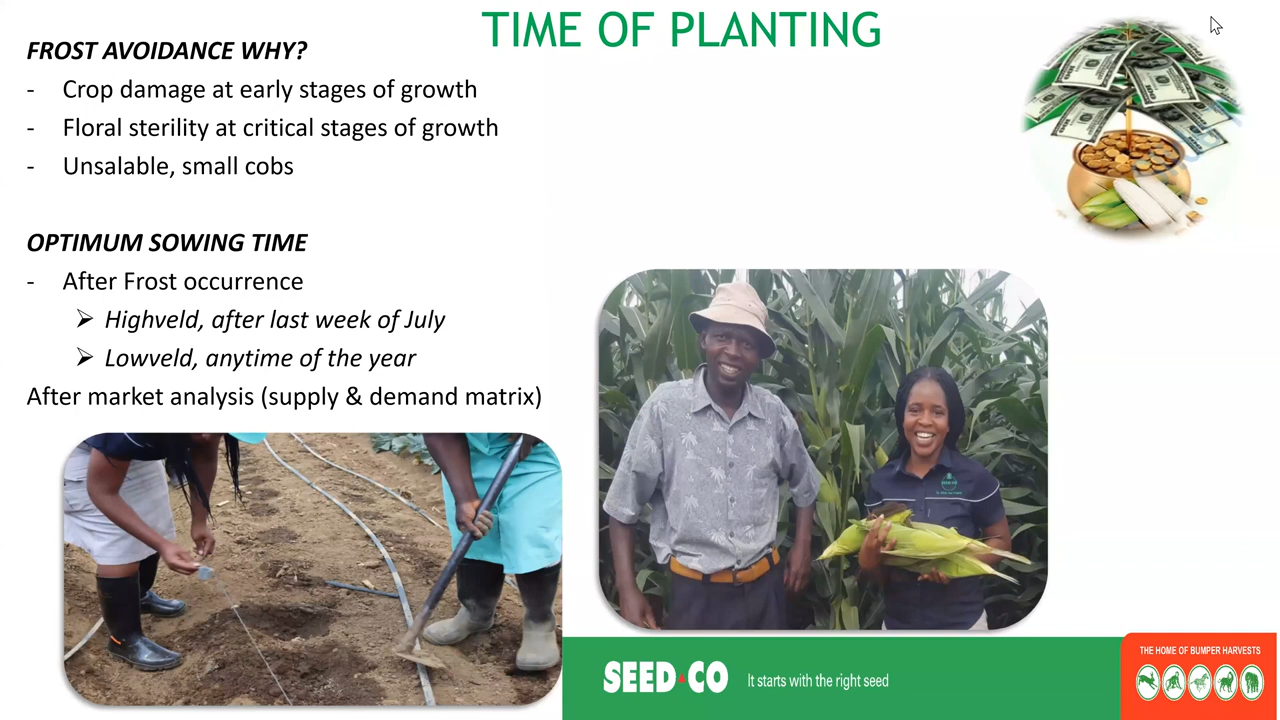 TIME OF PLANTING
FROST AVOIDANCE WHY?
- Crop damage at early stages of growth
- Floral sterility at critical stages of growth
- Unsalable, small cobs
OPTIMUM SOWING TIME
- After Frost occurrence
➢ Highveld, after last week of July
➢ Lowveld, anytime of the year
After market analysis (supply & demand matrix)
SEED CO
It starts with the right seed
THE HOME OF BUMPER HARVESTS